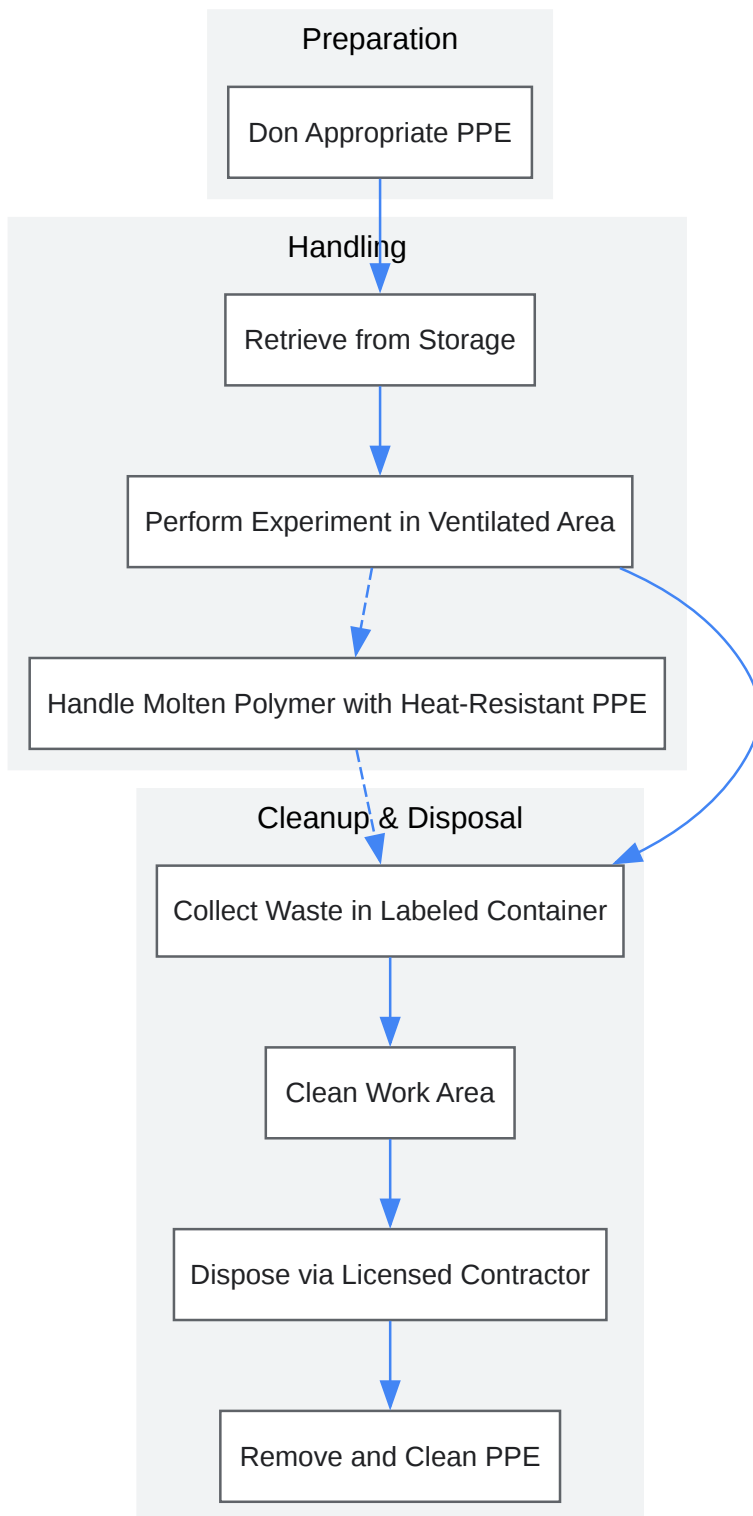 Preparation
Don Appropriate PPE
Handling
Retrieve from Storage
Perform Experiment in Ventilated Area
Handle Molten Polymer with Heat-Resistant PPE
Cleanup & Disposal
Collect Waste in Labeled Container
Clean Work Area
Dispose via Licensed Contractor
Remove and Clean PPE